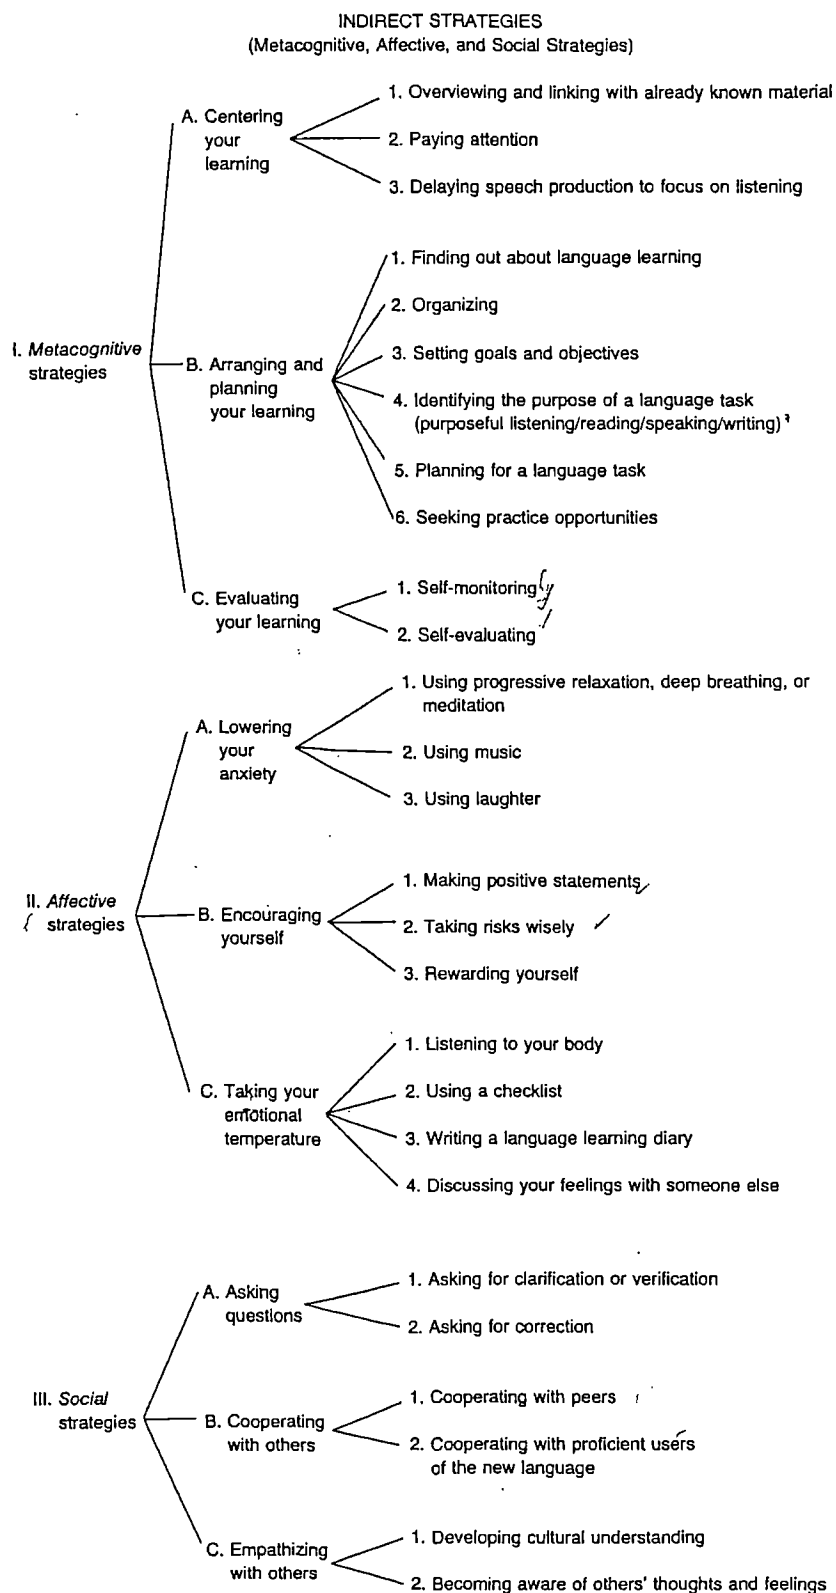 INDIRECT STRATEGIES
(Metacognitive, Affective, and Social Strategies)
I. Metacognitive
strategies
A. Centering
your
learning
1. Overviewing and linking with already known material
2. Paying attention
3. Delaying speech production to focus on listening
B. Arranging and
planning
your learning
1. Finding out about language learning
2. Organizing
3. Setting goals and objectives
4. Identifying the purpose of a language task
(purposeful listening/reading/speaking/writing)
5. Planning for a language task
6. Seeking practice opportunities
C. Evaluating
your learning
1. Self-monitoring
2. Self-evaluating
II. Affective
strategies
A. Lowering
your
anxiety
1. Using progressive relaxation, deep breathing, or
meditation
2. Using music
3. Using laughter
B. Encouraging
yourself
1. Making positive statements
2. Taking risks wisely
3. Rewarding yourself
C. Taking your
emotional
temperature
1. Listening to your body
2. Using a checklist
3. Writing a language learning diary
4. Discussing your feelings with someone else
III. Social
strategies
A. Asking
questions
1. Asking for clarification or verification
2. Asking for correction
B. Cooperating
with others
1. Cooperating with peers
2. Cooperating with proficient users
of the new language
C. Empathizing
with others
1. Developing cultural understanding
2. Becoming aware of others' thoughts and feelings